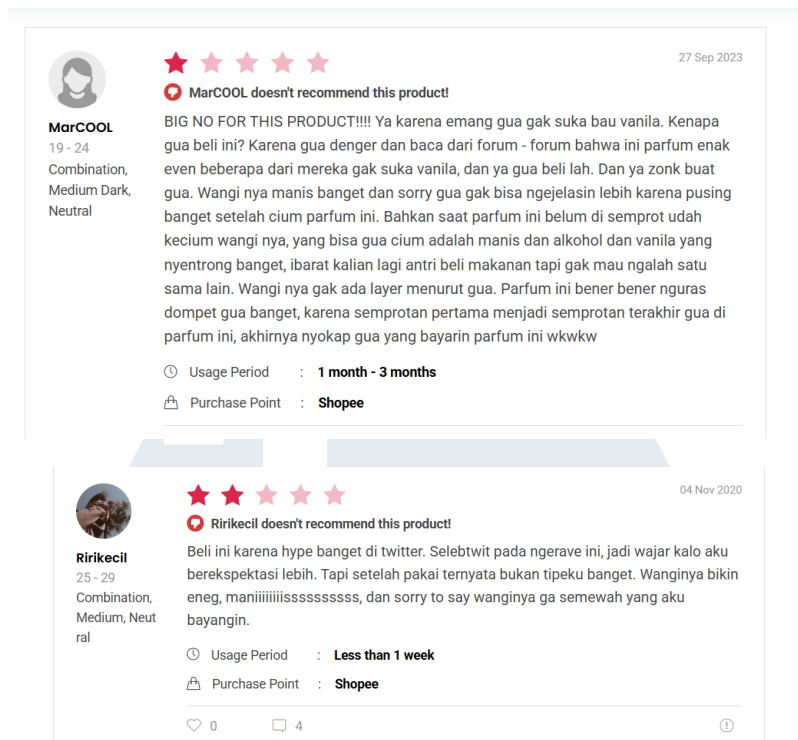 27 Sep 2023
MarCOOL doesn't recommend this product!
MarCOOL
19 - 24
Combination,
Medium Dark,
Neutral
BIG NO FOR THIS PRODUCT!!!! Ya karena emang gua gak suka bau vanila. Kenapa
gua beli ini? Karena gua denger dan baca dari forum - forum bahwa ini parfum enak
even beberapa dari mereka gak suka vanila, dan ya gua beli lah. Dan ya zonk buat
gua. Wangi nya manis banget dan sorry gua gak bisa ngejelasin lebih karena pusing
banget setelah cium parfum ini. Bahkan saat parfum ini belum di semprot udah
kecium wangi nya, yang bisa gua cium adalah manis dan alkohol dan vanila yang
nyentrong banget, ibarat kalian lagi antri beli makanan tapi gak mau ngalah satu
sama lain. Wangi nya gak ada layer menurut gua. Parfum ini bener bener nguras
dompet gua banget, karena semprotan pertama menjadi semprotan terakhir gua di
parfum ini, akhirnya nyokap gua yang bayarin parfum ini wkwkw
Usage Period : 1 month - 3 months
Purchase Point : Shopee
04 Nov 2020
Ririkecil doesn't recommend this product!
Ririkecil
25 - 29
Combination,
Medium, Neut
ral
Beli ini karena hype banget di twitter. Selebtwit pada ngerave ini, jadi wajar kalo aku
berekspektasi lebih. Tapi setelah pakai ternyata bukan tipeku banget. Wanginya bikin
eneg, maniiiiiiissssssssss, dan sorry to say wanginya ga semewah yang aku
bayangin.
Usage Period : Less than 1 week
Purchase Point : Shopee
0 4